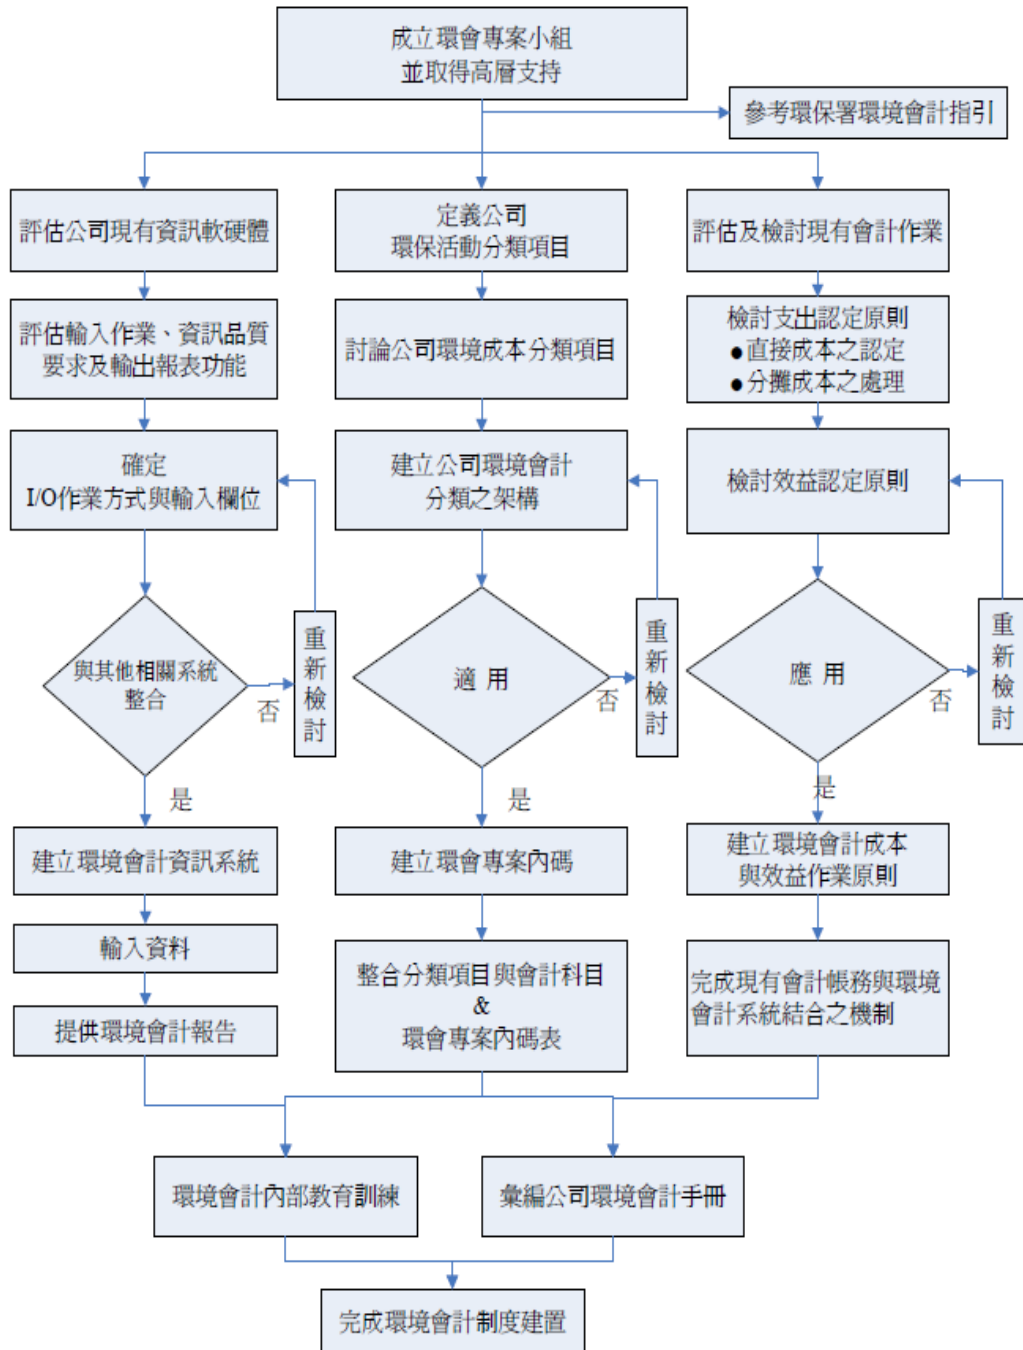 成立環會專案小組
並取得高層支持
參考環保署環境會計指引
評估公司現有資訊軟硬體
定義公司
環保活動分類項目
評估及檢討現有會計作業
評估輸入作業、資訊品質
要求及輸出報表功能
討論公司環境成本分類項目
檢討支出認定原則
●直接成本之認定
●分攤成本之處理
確定
I/O作業方式與輸入欄位
建立公司環境會計
分類之架構
檢討效益認定原則
與其他相關系統
整合
否
重
新
檢
討
適 用
否
重
新
檢
討
應 用
否
重
新
檢
討
是
是
是
建立環境會計資訊系統
建立環會專案內碼
建立環境會計成本
與效益作業原則
輸入資料
提供環境會計報告
整合分類項目與會計科目
&
環會專案內碼表
完成現有會計帳務與環境
會計系統結合之機制
環境會計內部教育訓練
彙編公司環境會計手冊
完成環境會計制度建置